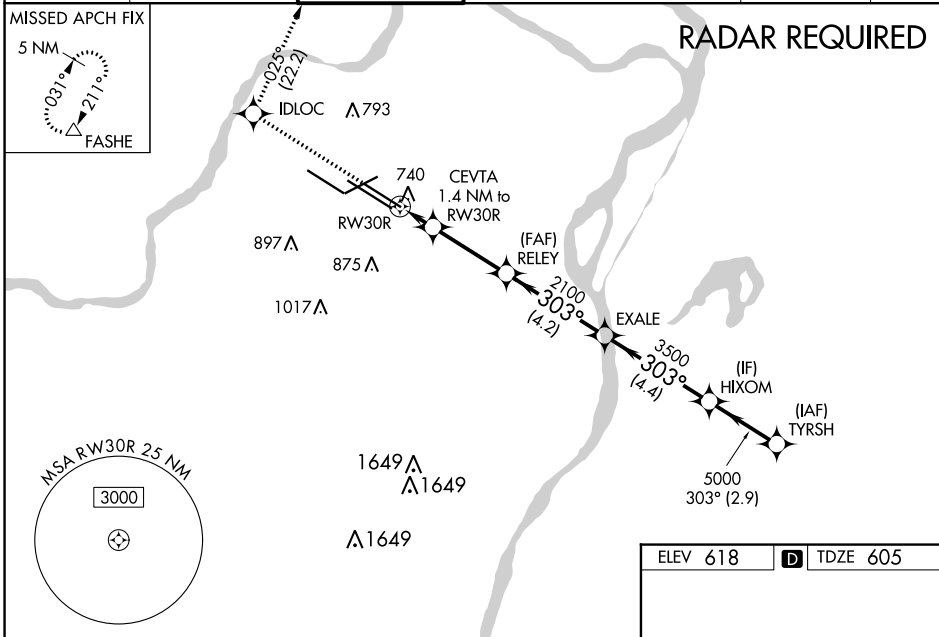 MISSED APCH FIX
5 NM
031°
211°
FASHE
RADAR REQUIRED
025°
(22.2)
IDLOC
793
740
CEVTA
1.4 NM to
RW30R
RW30R
897
875
1017
(FAF)
RELEY
2100
303°
(4.2)
EXALE
3500
303°
(4.4)
(IF)
HIXOM
(IAF)
TYRSH
5000
303° (2.9)
1649
1649
1649
MSA RW30R 25 NM
3000
ELEV 618
D
TDZE 605